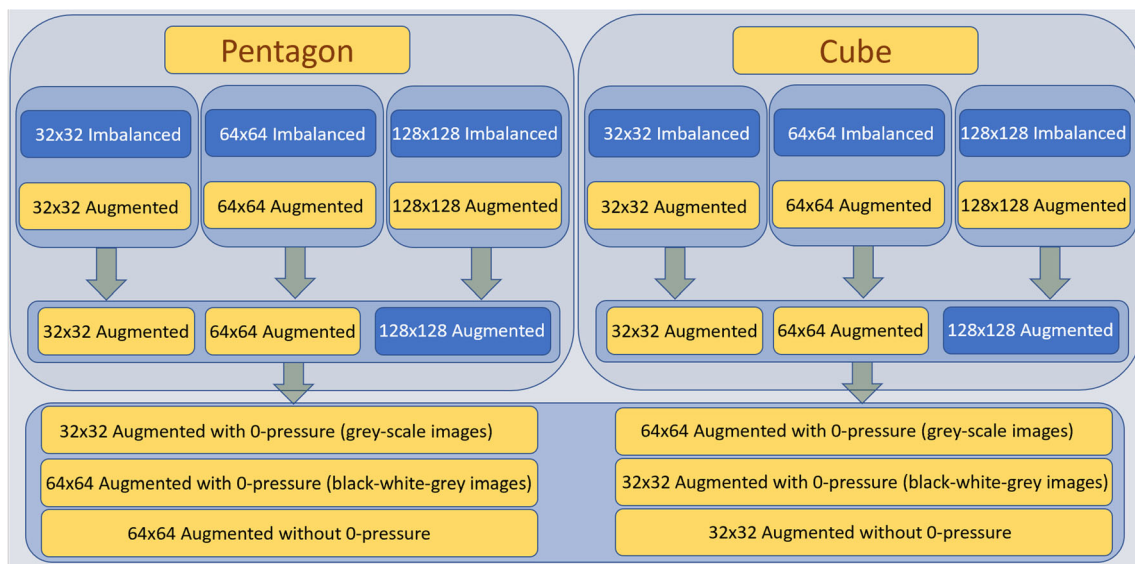 Pentagon
32x32 Imbalanced
64x64 Imbalanced
128x128 Imbalanced
32x32 Augmented
64x64 Augmented
128x128 Augmented
32x32 Augmented
64x64 Augmented
128x128 Augmented
Cube
32x32 Imbalanced
64x64 Imbalanced
128x128 Imbalanced
32x32 Augmented
64x64 Augmented
128x128 Augmented
32x32 Augmented
64x64 Augmented
128x128 Augmented
32x32 Augmented with 0-pressure (grey-scale images)
64x64 Augmented with 0-pressure (black-white-grey images)
64x64 Augmented without 0-pressure
64x64 Augmented with 0-pressure (grey-scale images)
32x32 Augmented with 0-pressure (black-white-grey images)
32x32 Augmented without 0-pressure